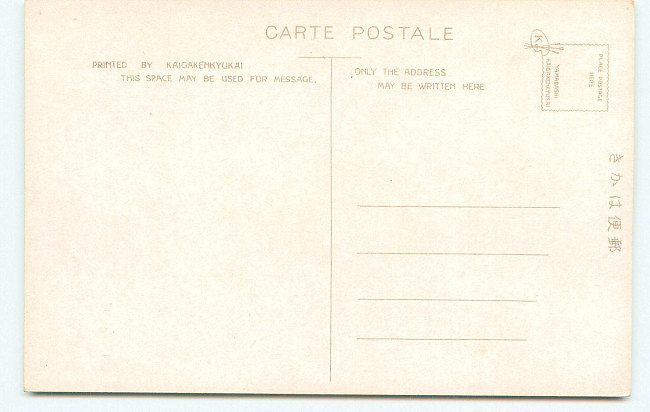 CARTE POSTALE
PRINTED BY KAIGAKENKYUKAI
THIS SPACE MAY BE USED FOR MESSAGE.
ONLY THE ADDRESS
MAY BE WRITTEN HERE
K
PLACE POSTAGE
HERE
KAIGAKENKYUKAI
きかは便郵